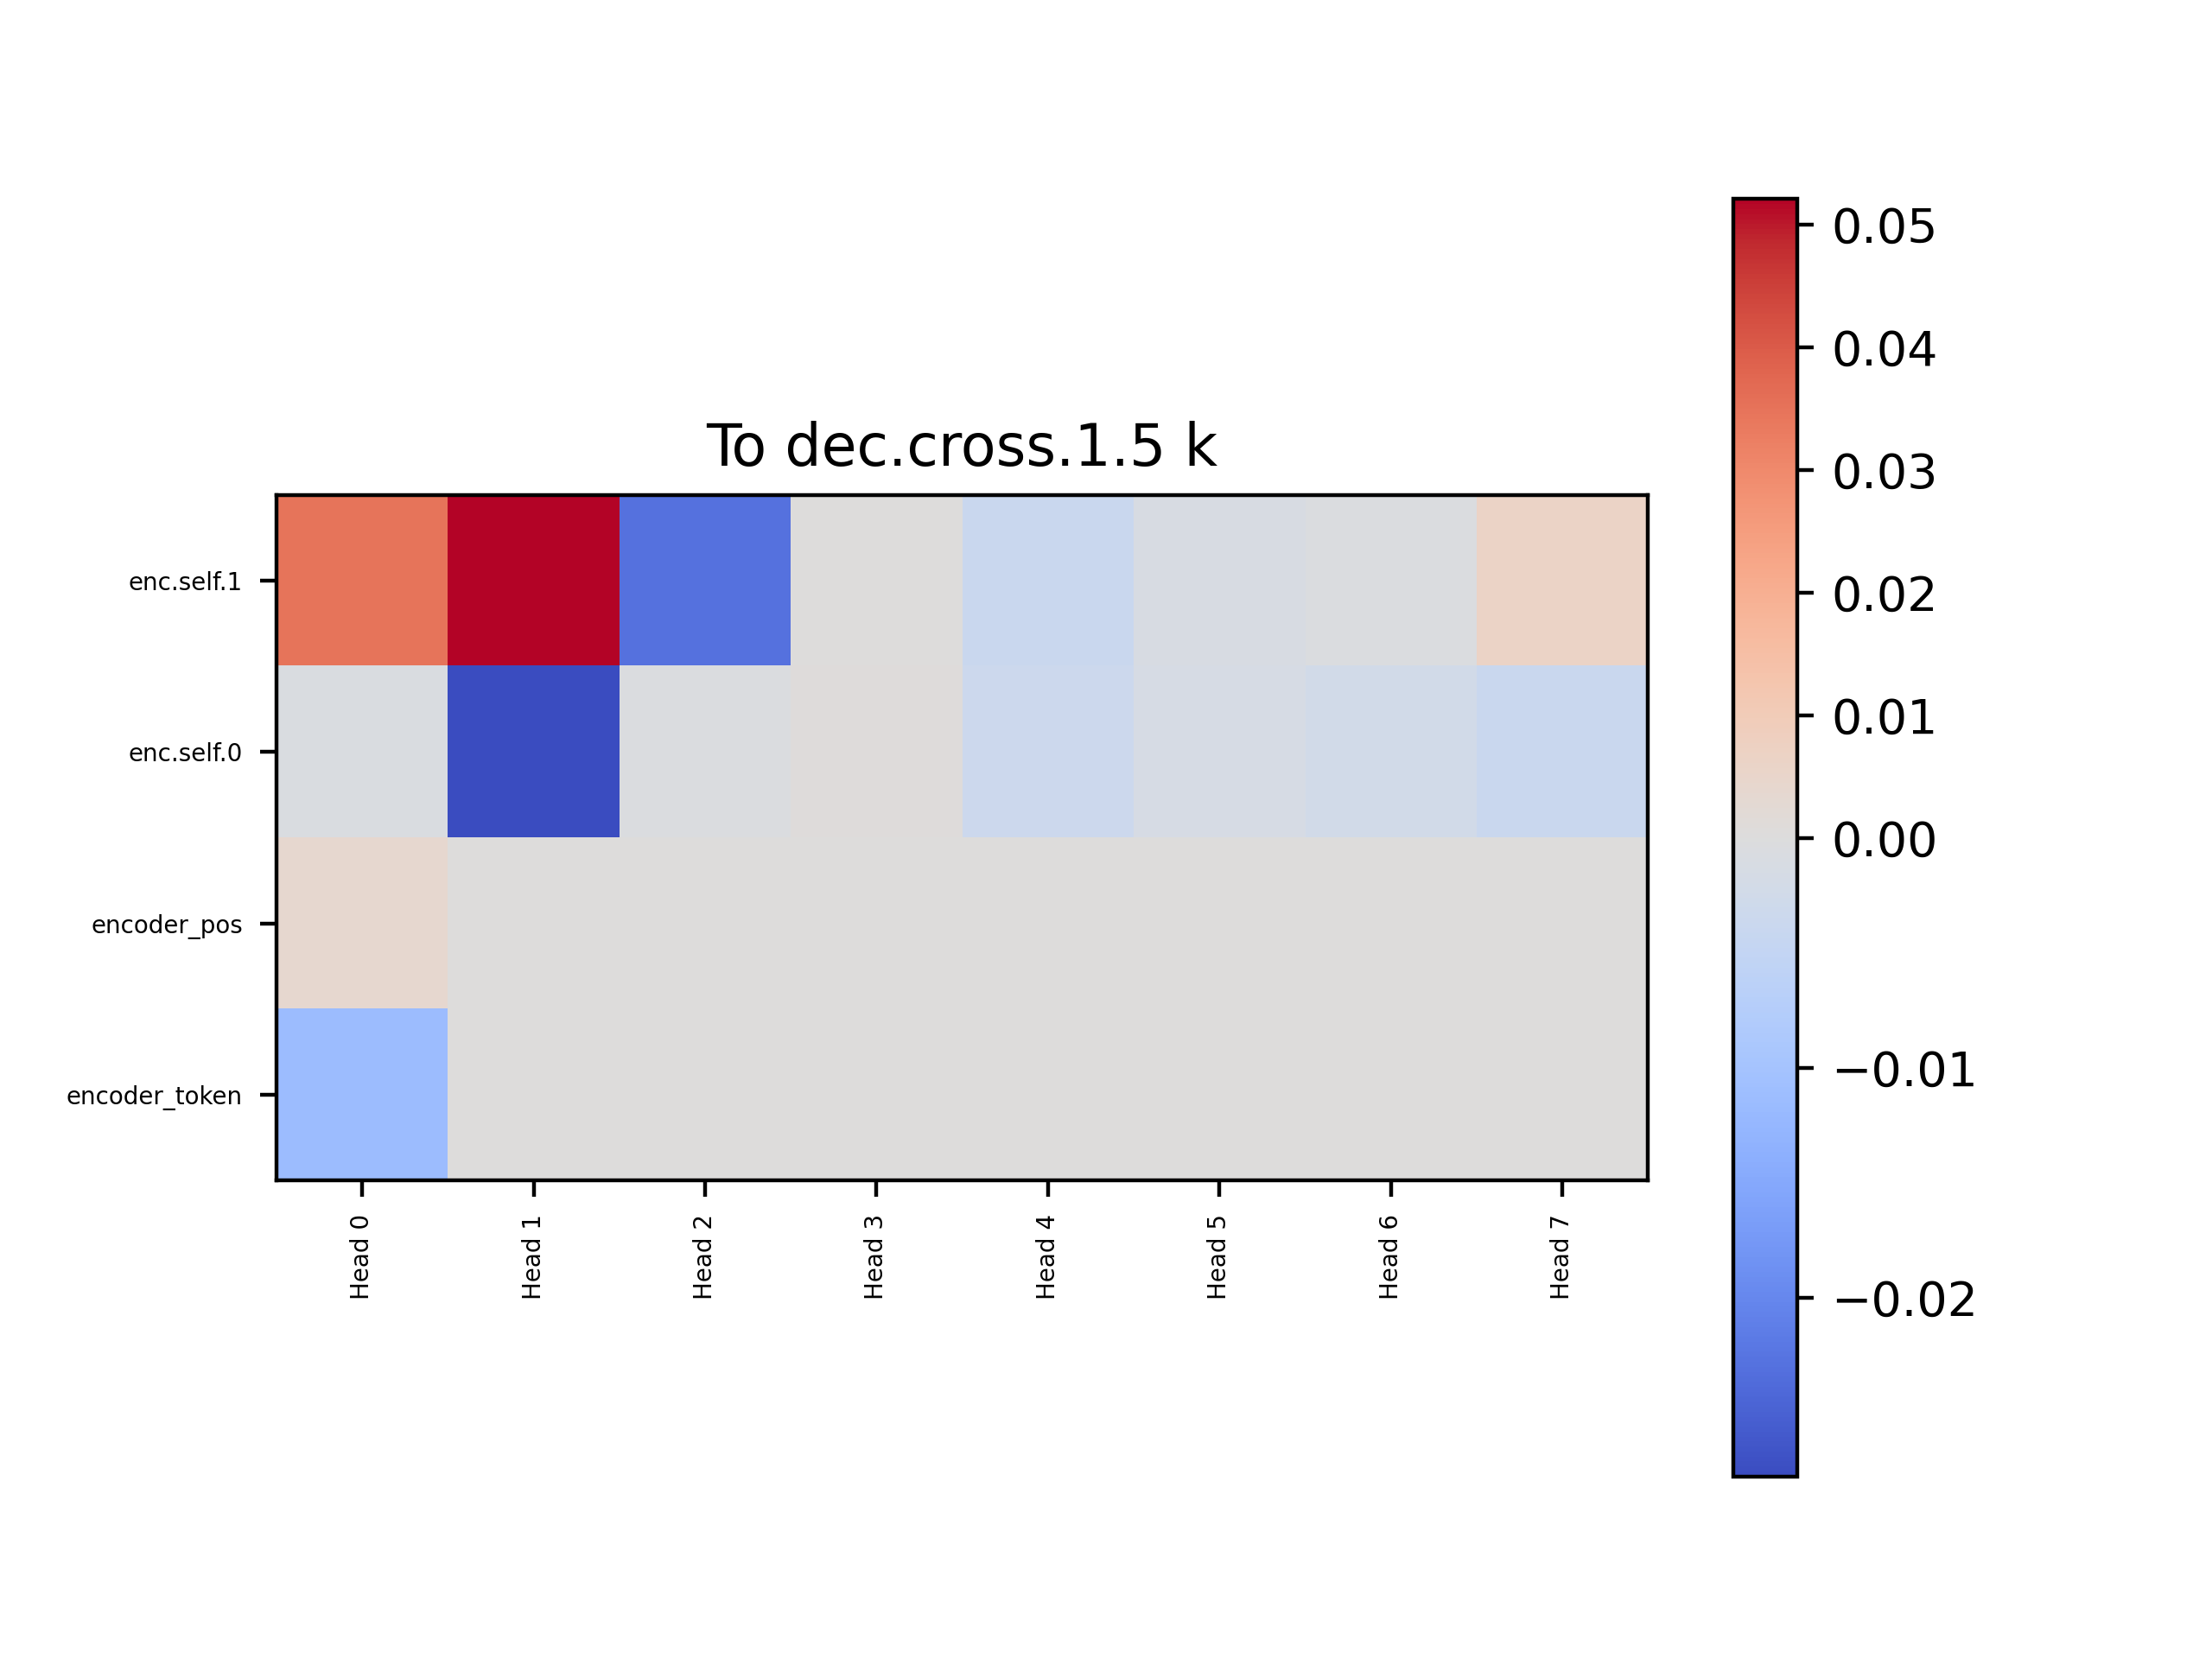 To dec.cross.1.5 k
enc.self.1
enc.self.0
encoder_pos
encoder_token
Head 0
Head 1
Head 2
Head 3
Head 4
Head 5
Head 6
Head 7
0.05
0.04
0.03
0.02
0.01
0.00
−0.01
−0.02